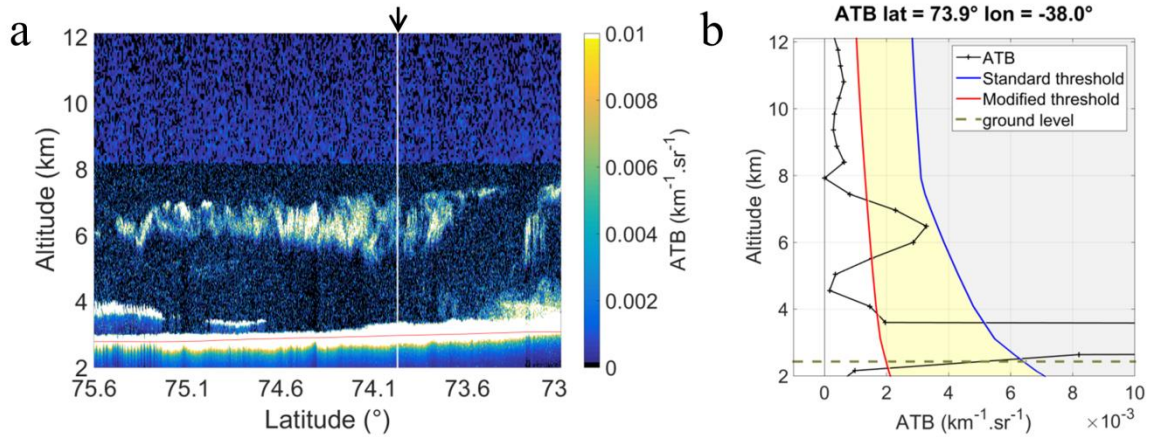 a
12
10
8
6
4
2
Altitude (km)
75.6 75.1 74.6 74.1 73.6 73
Latitude (°)
0.01
0.008
0.006
0.004
0.002
0
ATB (km⁻¹.sr⁻¹)
b
ATB lat = 73.9° lon = -38.0°
12
10
8
6
4
2
Altitude (km)
ATB
Standard threshold
Modified threshold
ground level
0 2 4 6 8 10
ATB (km⁻¹.sr⁻¹)
×10⁻³